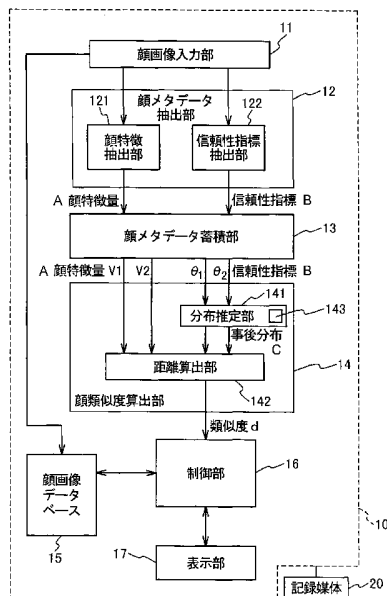 11
顔画像入力部
121
顔メタデータ
抽出部
122
12
顔特徴
抽出部
信頼性指標
抽出部
A 顔特徴量
信頼性指標 B
顔メタデータ蓄積部
13
A 顔特徴量 V1 V2 θ1 θ2 信頼性指標 B
141
分布推定部
143
事後分布
C
距離算出部
14
142
顔類似度算出部
類似度 d
16
制御部
顔画像
データ
ベース
15
10
17
表示部
20
記録媒体